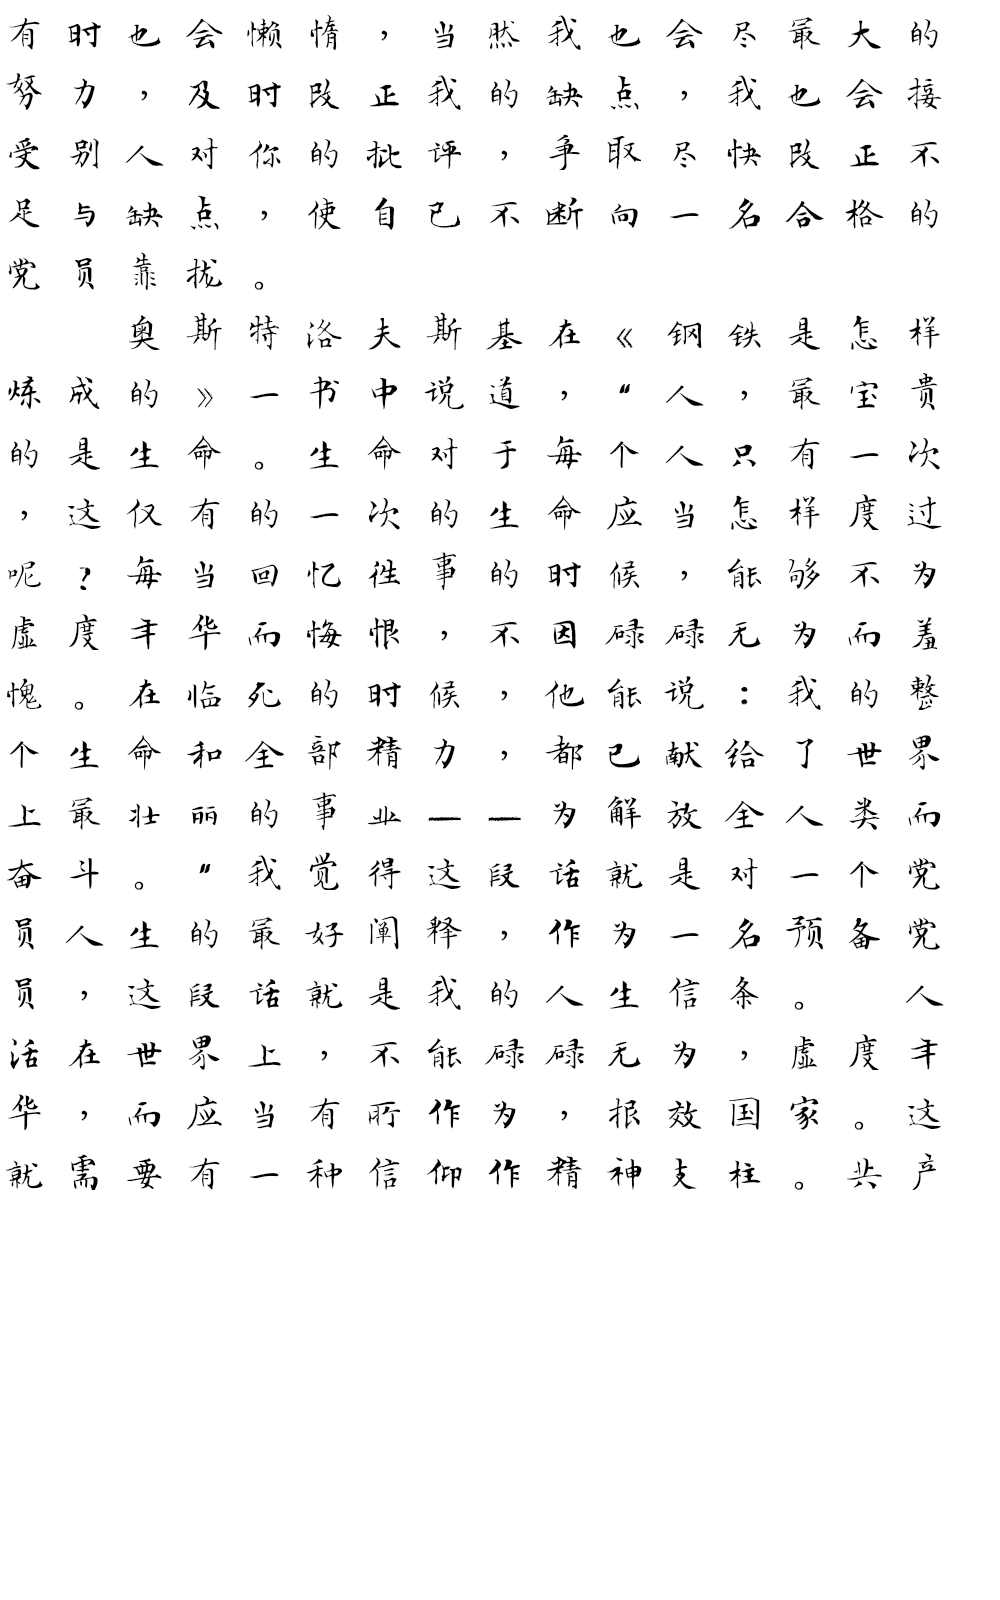 有时也会懒惰，当然我也会尽最大的
努力，及时改正我的缺点，我也会接
受别人对你的批评，争取尽快改正不
足与缺点，使自己不断向一名合格的
党员靠扰。
奥斯特洛夫斯基在《钢铁是怎样
炼成的》一书中说道，“人，最宝贵
的是生命。生命对于每个人只有一次
，这仅有的一次的生命应当怎样度过
呢？每当回忆往事的时候，能够不为
虚度年华而悔恨，不因碌碌无为而羞
愧。在临死的时候，他能说：我的整
个生命和全部精力，都已献给了世界
上最壮丽的事业——为解放全人类而
奋斗。”我觉得这段话就是对一个党
员人生的最好阐释，作为一名预备党
员，这段话就是我的人生信条。 人
活在世界上，不能碌碌无为，虚度年
华，而应当有所作为，报效国家。这
就需要有一种信仰作精神支柱。共产